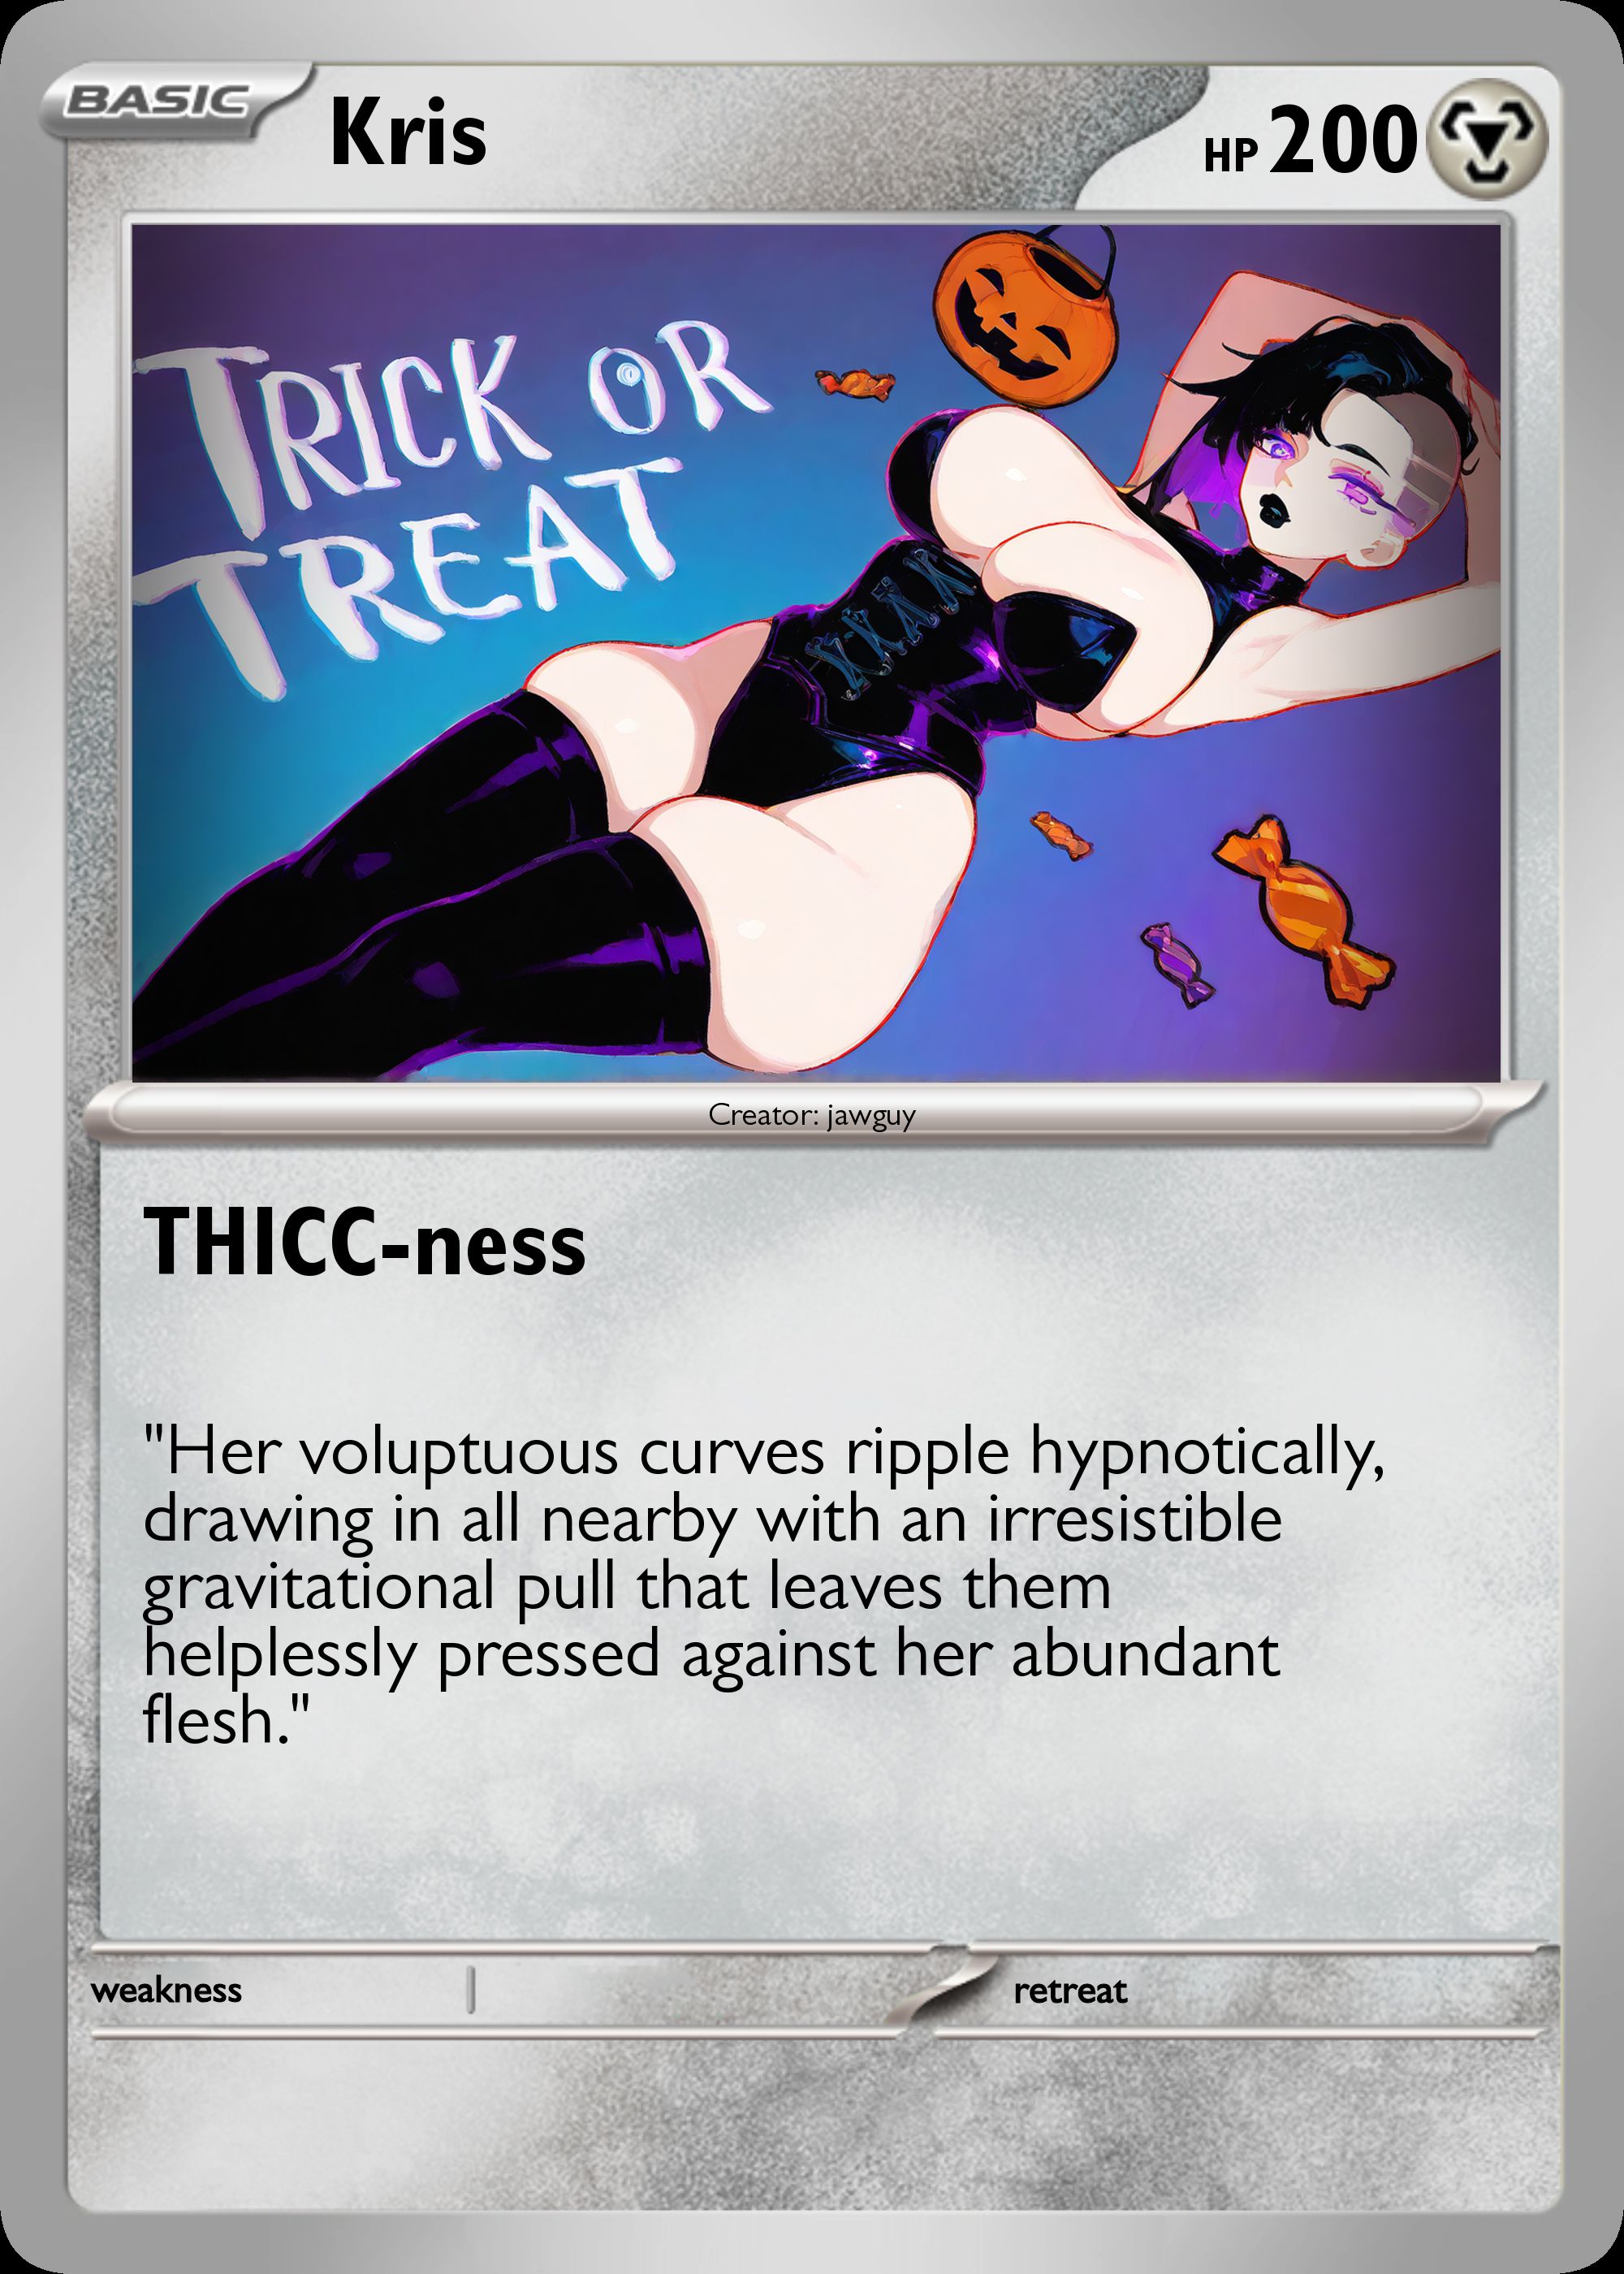 BASIC
Kris
HP 200
TRICK OR
TREAT
Creator: jawguy
THICC-ness
"Her voluptuous curves ripple hypnotically,
drawing in all nearby with an irresistible
gravitational pull that leaves them
helplessly pressed against her abundant
flesh."
weakness
retreat